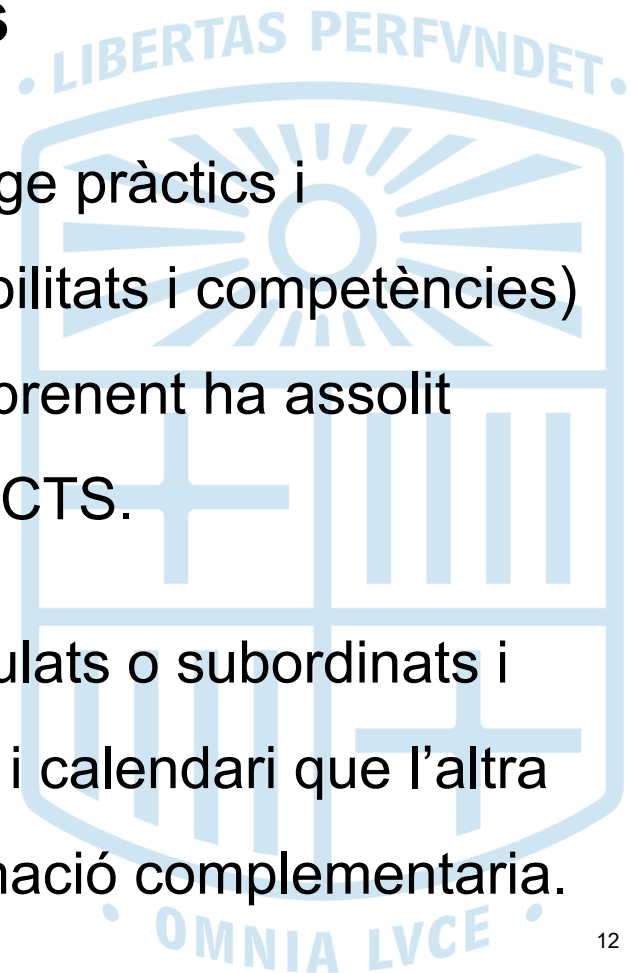 s
LIBERTAS PERFVNDET
ge pràctics i
bilitats i competències)
prenent ha assolit
CTS.
ulats o subordinats i
i calendari que l’altra
nació complementaria.
OMNIA LVCE
12